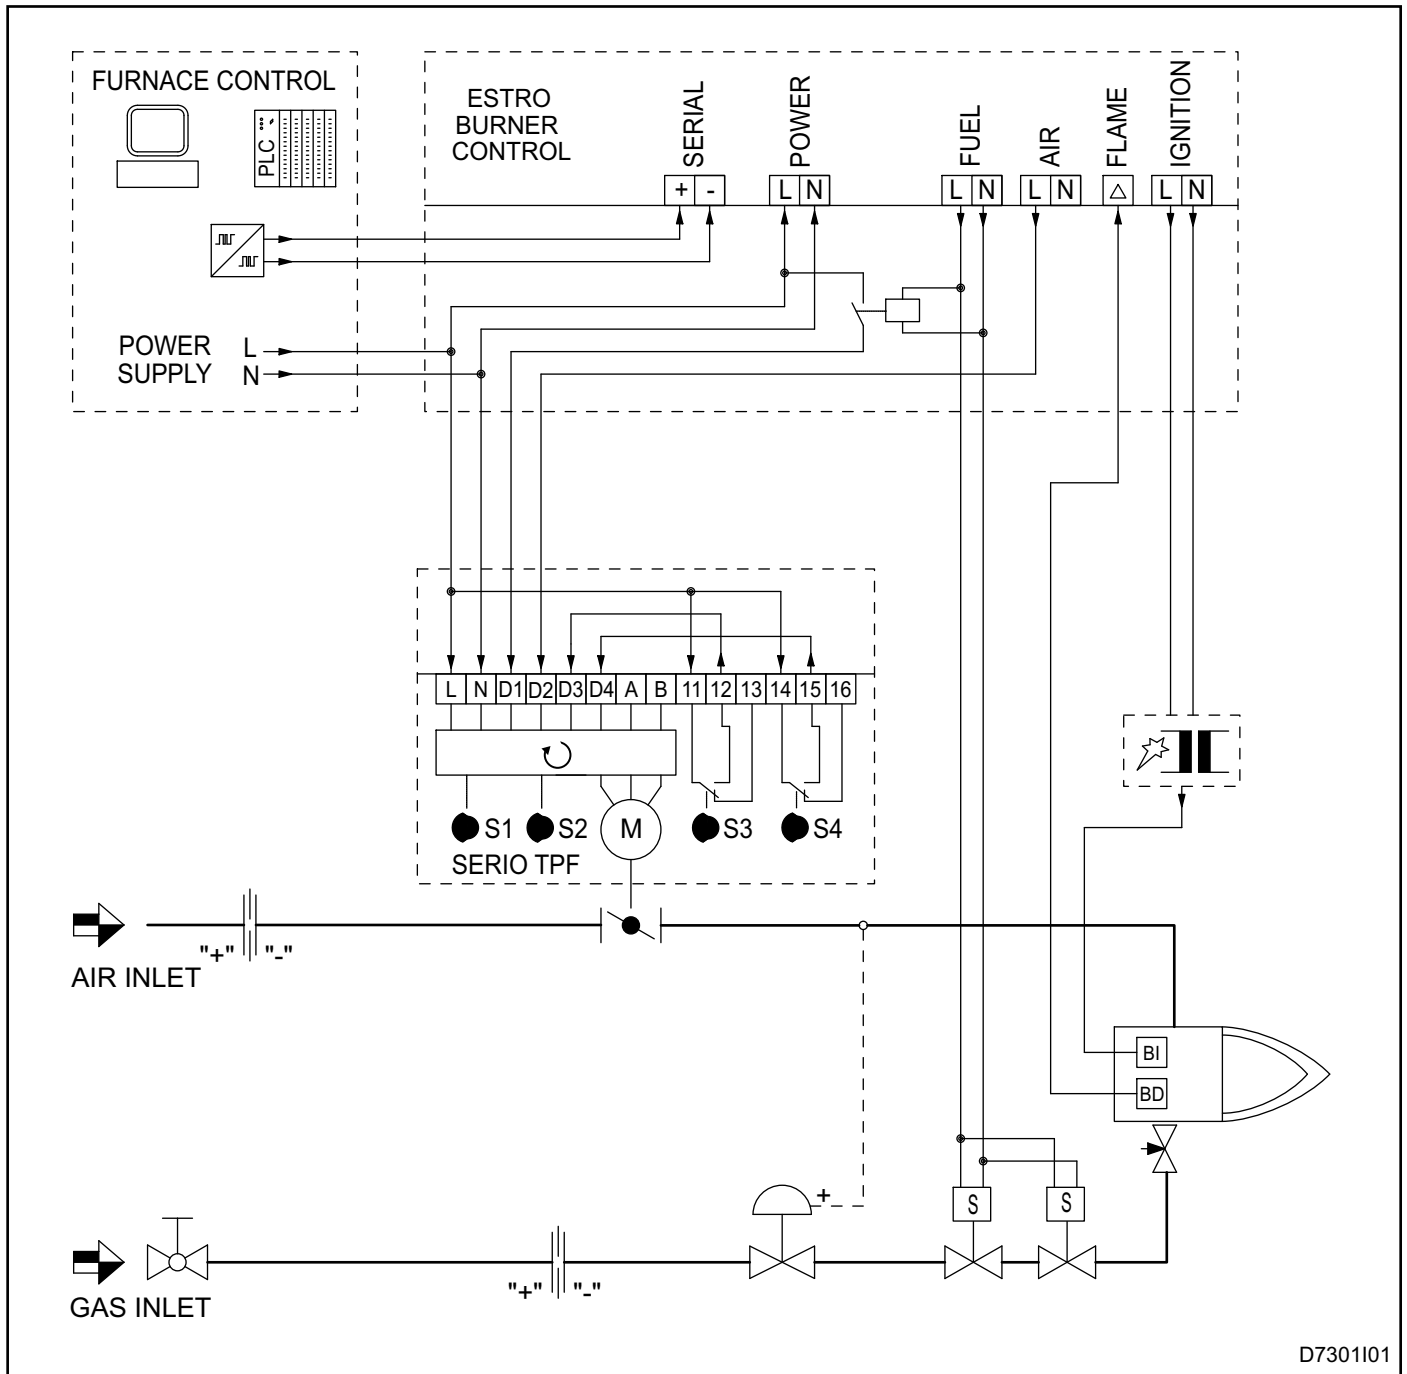 FURNACE CONTROL
PLC
POWER
SUPPLY
L
N
ESTRO
BURNER
CONTROL
SERIAL
POWER
FUEL
AIR
FLAME
IGNITION
+ -
L N
L N
L N
△
L N
L N D1 D2 D3 D4 A B 11 12 13 14 15 16
S1 S2 M S3 S4
SERIO TPF
"+" "-"
AIR INLET
BI
BD
+
S S
"+" "-"
GAS INLET
D7301I01